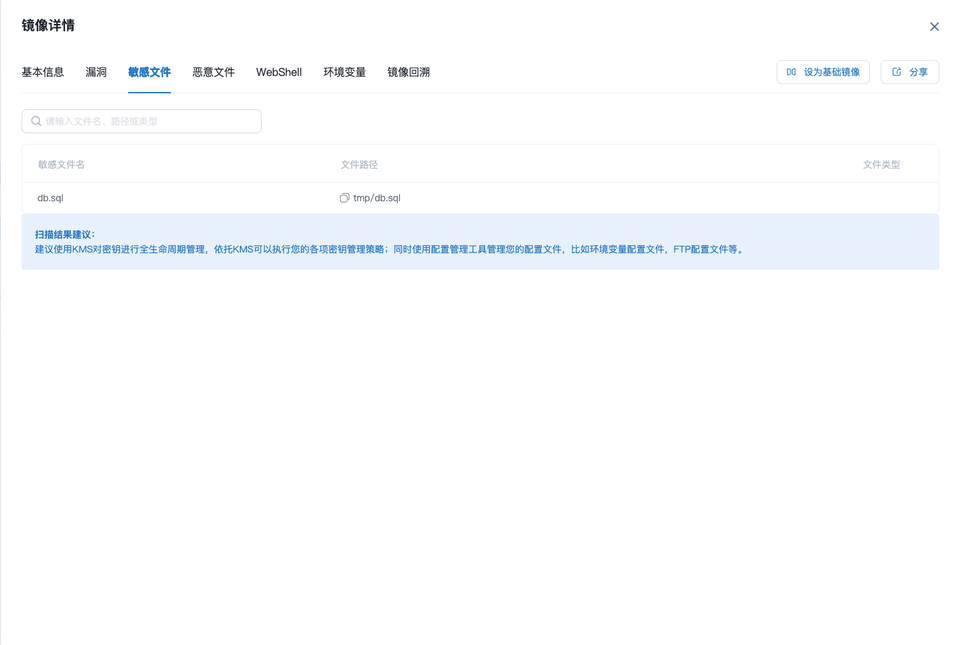 镜像详情
基本信息 漏洞 敏感文件 恶意文件 WebShell 环境变量 镜像回溯 设为基础镜像 分享
请输入文件名、路径或类型
敏感文件名 文件路径 文件类型
db.sql tmp/db.sql
扫描结果建议：
建议使用KMS对密钥进行全生命周期管理，依托KMS可以执行您的各项密钥管理策略；同时使用配置管理工具管理您的配置文件，比如环境变量配置文件，FTP配置文件等。